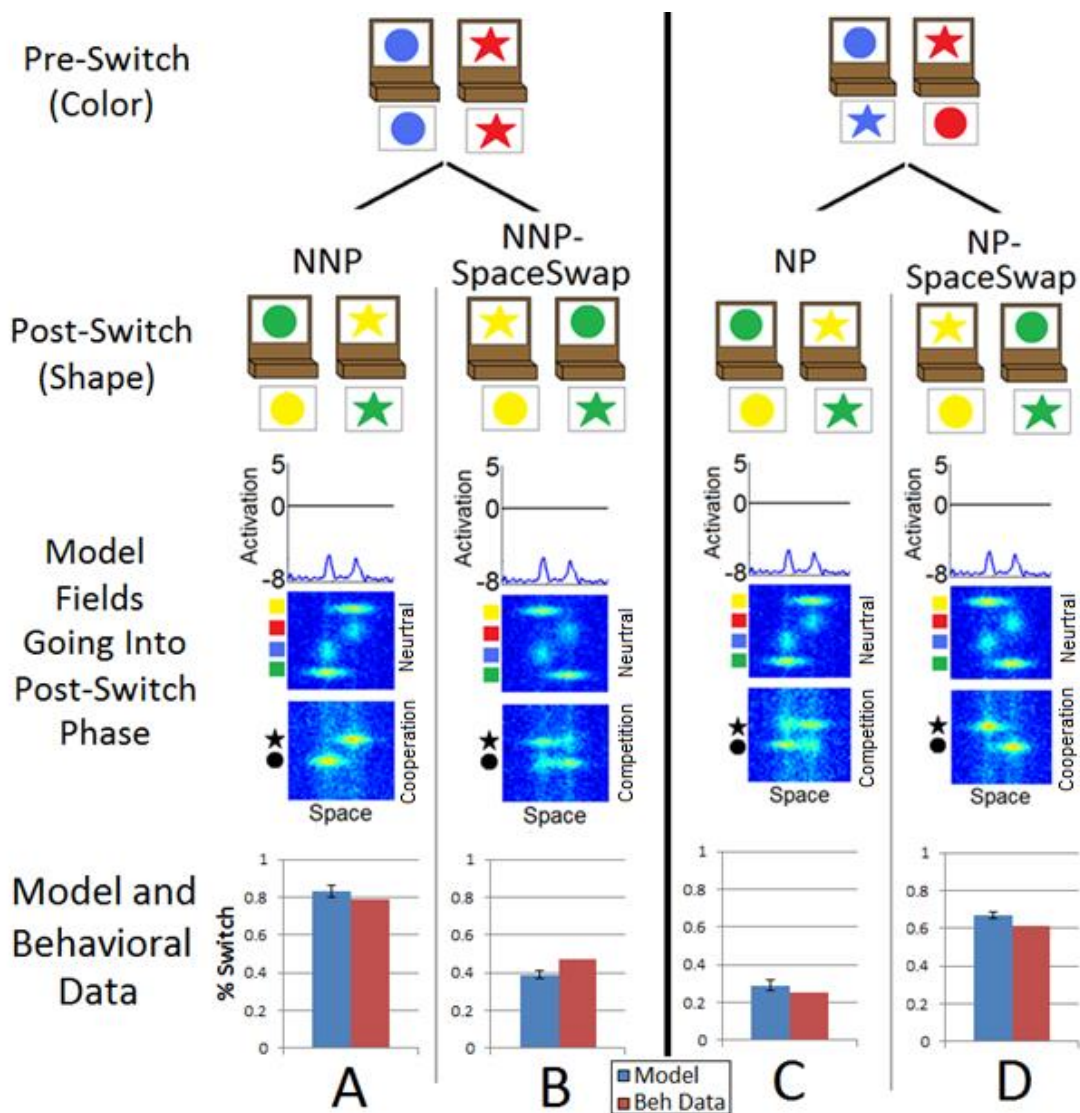 Pre-Switch
(Color)
NNP
NNP-
SpaceSwap
NP
NP-
SpaceSwap
Post-Switch
(Shape)
Model
Fields
Going Into
Post-Switch
Phase
Activation
5
0
-8
Neurtral
Cooperation
Space
Activation
5
0
-8
Neurtral
Competition
Space
Activation
5
0
-8
Neurtral
Competition
Space
Activation
5
0
-8
Neurtral
Cooperation
Space
Model and
Behavioral
Data
% Switch
1
0.8
0.6
0.4
0.2
0
1
0.8
0.6
0.4
0.2
0
1
0.8
0.6
0.4
0.2
0
1
0.8
0.6
0.4
0.2
0
A
B
Model
Beh Data
C
D